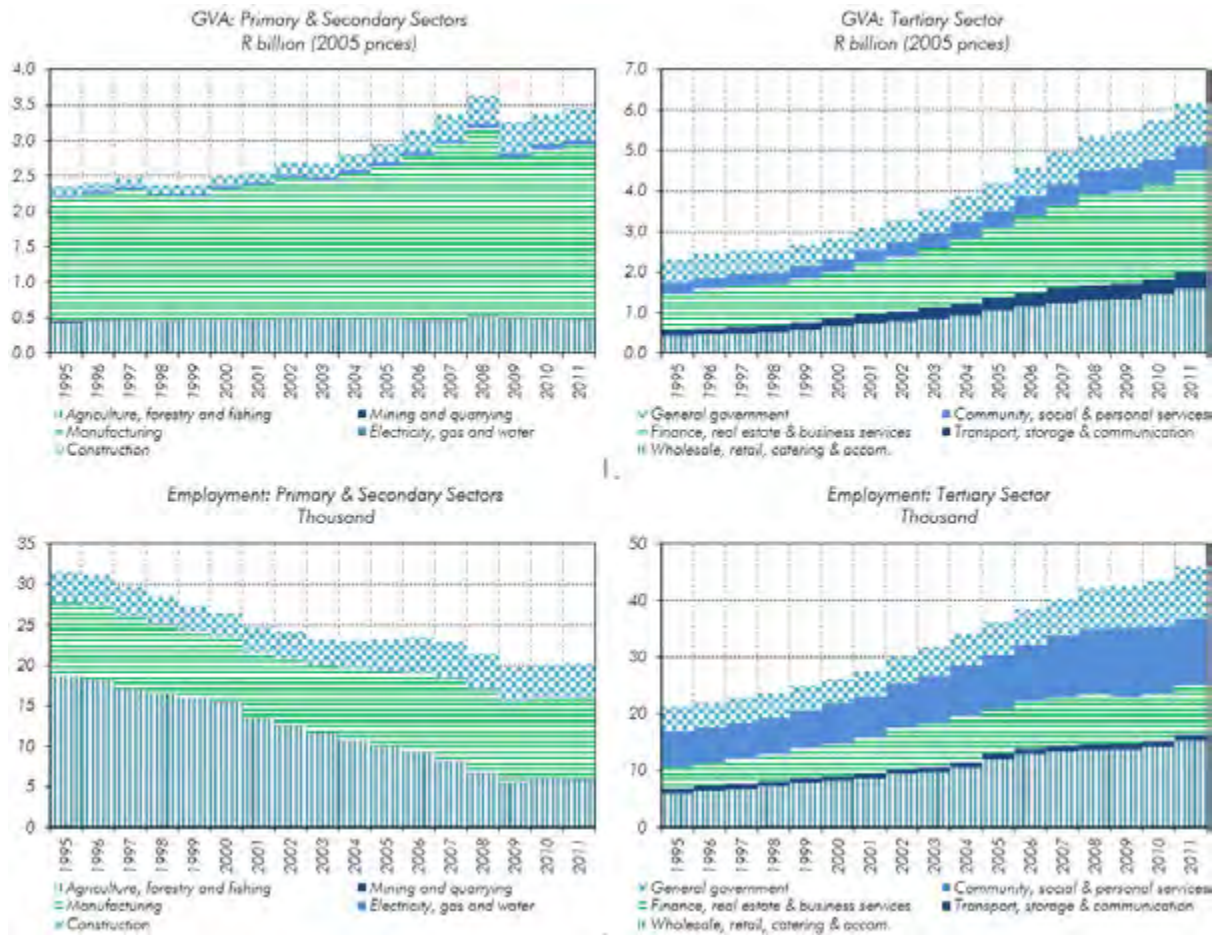 GVA: Primary & Secondary Sectors
R billion (2005 prices)
4.0
3.5
3.0
2.5
2.0
1.5
1.0
0.5
0.0
1995 1996 1997 1998 1999 2000 2001 2002 2003 2004 2005 2006 2007 2008 2009 2010 2011
Agriculture, forestry and fishing Mining and quarrying
Manufacturing Electricity, gas and water
Construction
GVA: Tertiary Sector
R billion (2005 prices)
7.0
6.0
5.0
4.0
3.0
2.0
1.0
0.0
1995 1996 1997 1998 1999 2000 2001 2002 2003 2004 2005 2006 2007 2008 2009 2010 2011
General government Community, social & personal services
Finance, real estate & business services Transport, storage & communication
Wholesale, retail, catering & accom.
Employment: Primary & Secondary Sectors
Thousand
35
30
25
20
15
10
5
0
1995 1996 1997 1998 1999 2000 2001 2002 2003 2004 2005 2006 2007 2008 2009 2010 2011
Agriculture, forestry and fishing Mining and quarrying
Manufacturing Electricity, gas and water
Construction
Employment: Tertiary Sector
Thousand
50
40
30
20
10
0
1995 1996 1997 1998 1999 2000 2001 2002 2003 2004 2005 2006 2007 2008 2009 2010 2011
General government Community, social & personal services
Finance, real estate & business services Transport, storage & communication
Wholesale, retail, catering & accom.